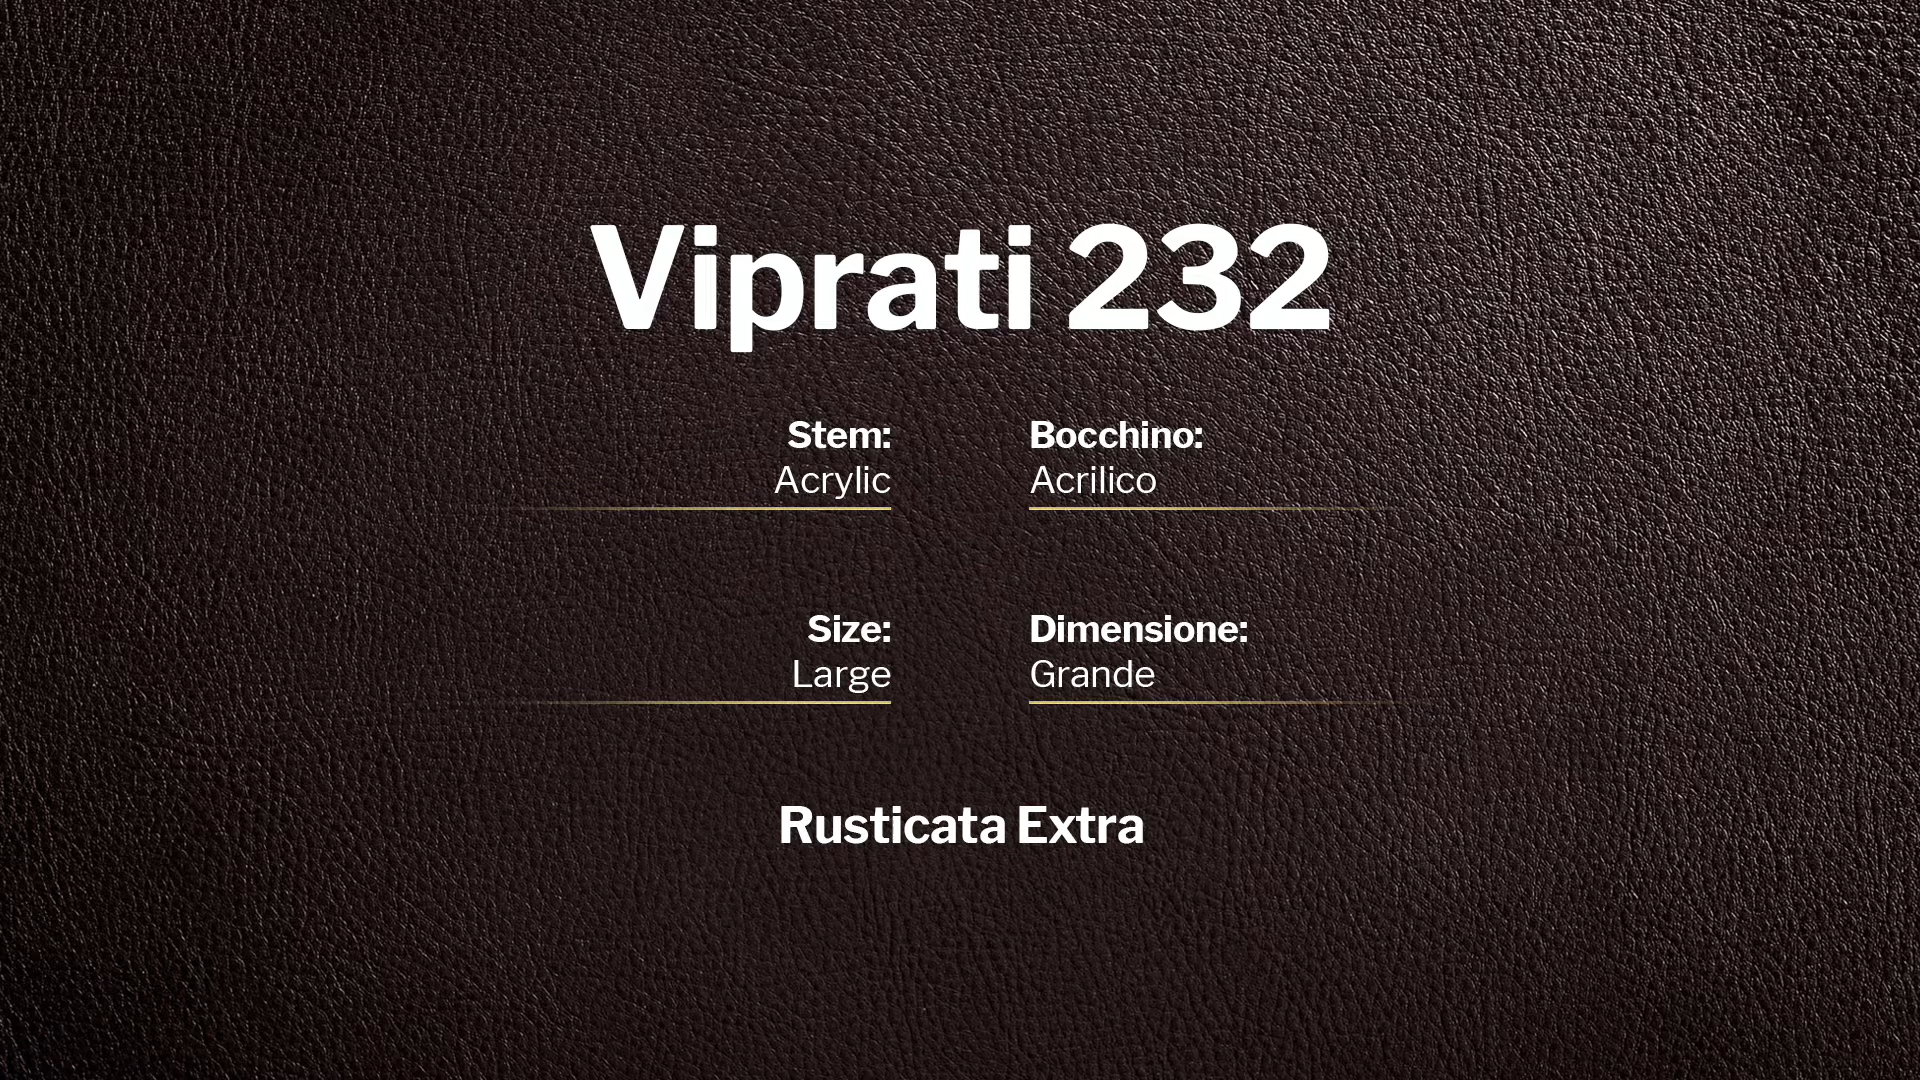 Viprati 232
Stem:
Acrylic
Bocchino:
Acrilico
Size:
Large
Dimensione:
Grande
Rusticata Extra